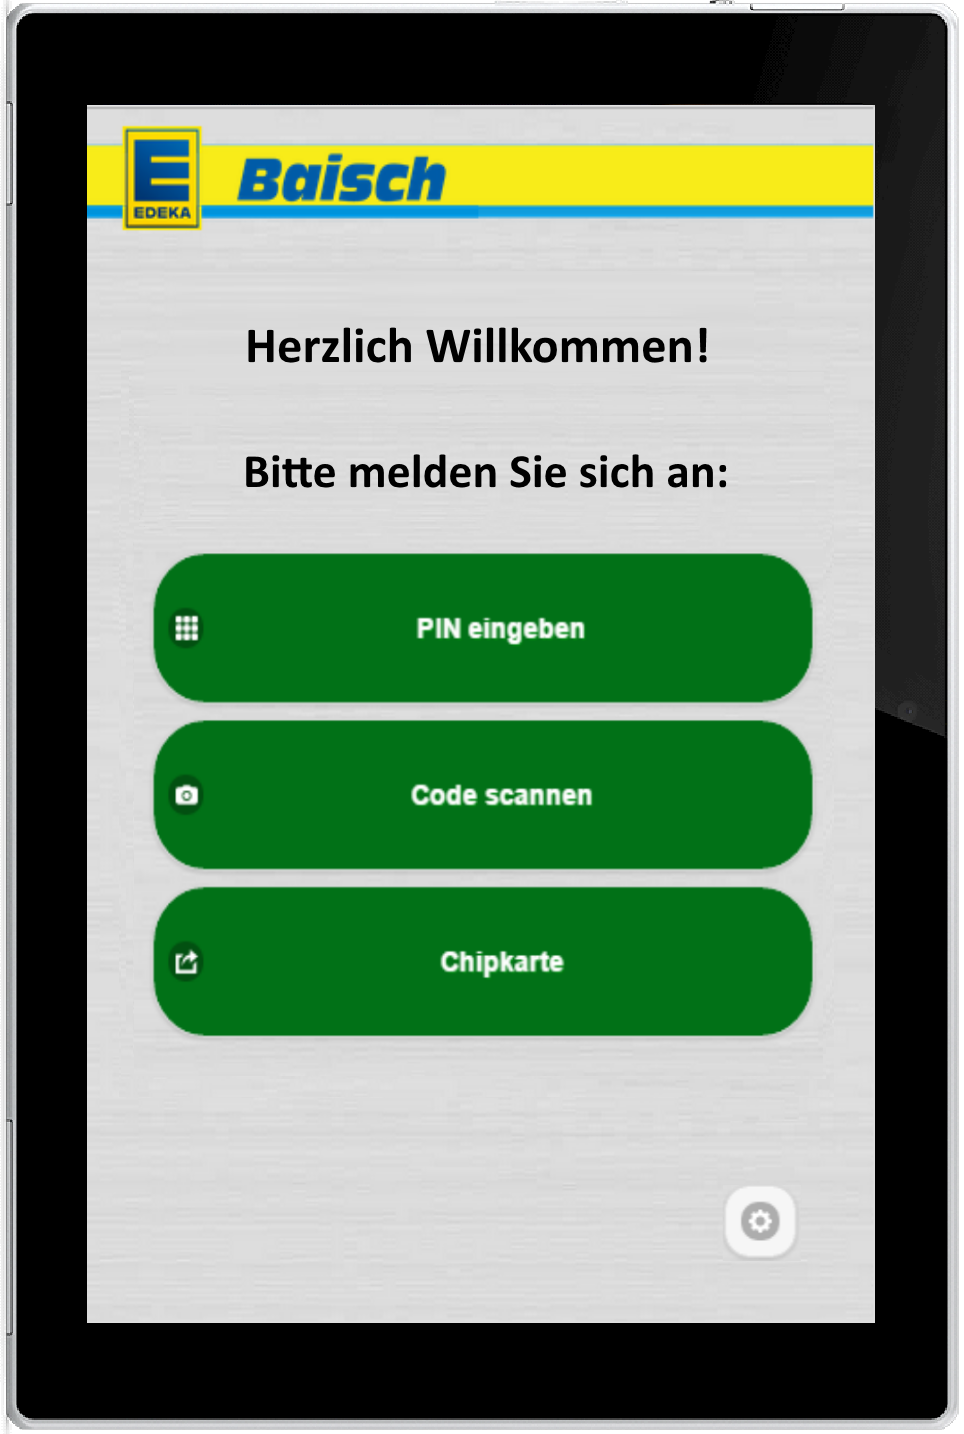 E
EDEKA
Baisch
Herzlich Willkommen!
Bitte melden Sie sich an:
PIN eingeben
Code scannen
Chipkarte